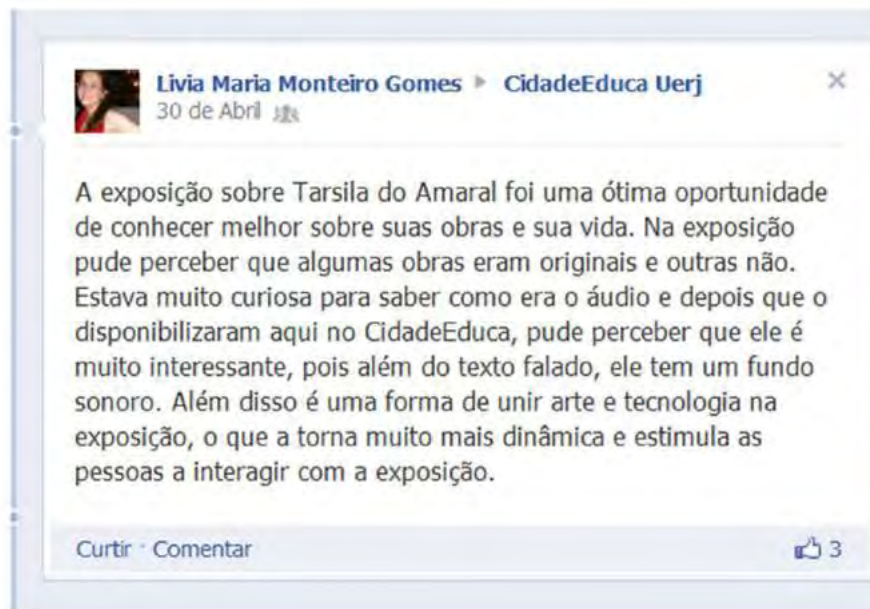 Livia Maria Monteiro Gomes ▸ CidadeEduca Uerj
30 de Abril
A exposição sobre Tarsila do Amaral foi uma ótima oportunidade
de conhecer melhor sobre suas obras e sua vida. Na exposição
pude perceber que algumas obras eram originais e outras não.
Estava muito curiosa para saber como era o áudio e depois que o
disponibilizaram aqui no CidadeEduca, pude perceber que ele é
muito interessante, pois além do texto falado, ele tem um fundo
sonoro. Além disso é uma forma de unir arte e tecnologia na
exposição, o que a torna muito mais dinâmica e estimula as
pessoas a interagir com a exposição.
Curtir · Comentar 3